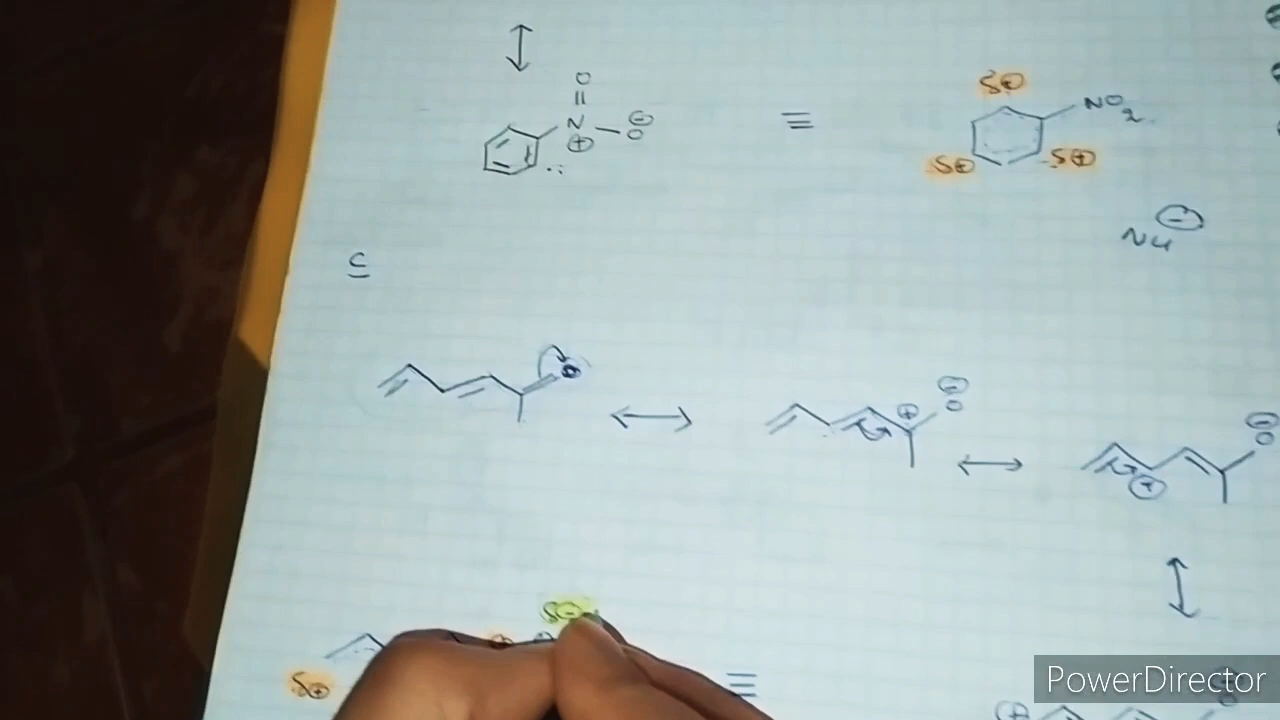 O
N ⊕ O ⊖
≡
δ⊕
NO2
δ⊕ δ⊕
Nu ⊖
C
O
⊕ O ⊖
⊕ O ⊖
δ⊖
δ⊕ ⊕
≡
⊕
PowerDirector